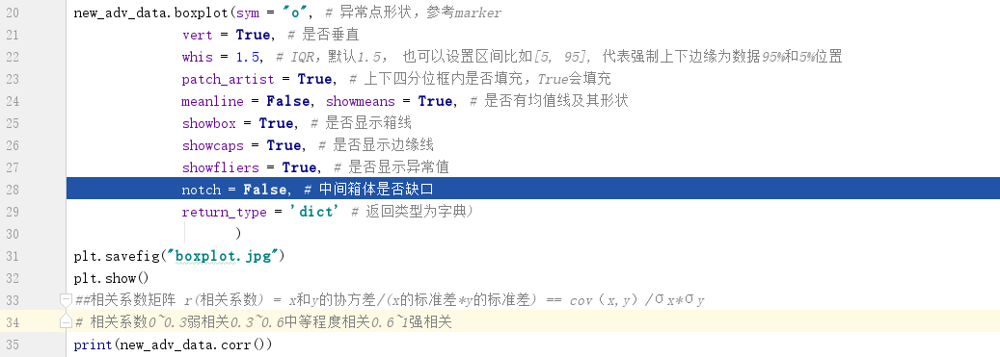 20 new_adv_data.boxplot(sym = "o", # 异常点形状，参考marker
21 vert = True, # 是否垂直
22 whis = 1.5, # IQR，默认1.5， 也可以设置区间比如[5, 95]，代表强制上下边缘为数据95%和5%位置
23 patch_artist = True, # 上下四分位框内是否填充，True会填充
24 meanline = False, showmeans = True, # 是否有均值线及其形状
25 showbox = True, # 是否显示箱线
26 showcaps = True, # 是否显示边缘线
27 showfliers = True, # 是否显示异常值
28 notch = False, # 中间箱体是否缺口
29 return_type = 'dict' # 返回类型为字典)
30 )
31 plt.savefig("boxplot.jpg")
32 plt.show()
33 ##相关系数矩阵 r(相关系数) = x和y的协方差/(x的标准差*y的标准差) == cov（x,y）/σx*σy
34 # 相关系数0~0.3弱相关0.3~0.6中等程度相关0.6~1强相关
35 print(new_adv_data.corr())